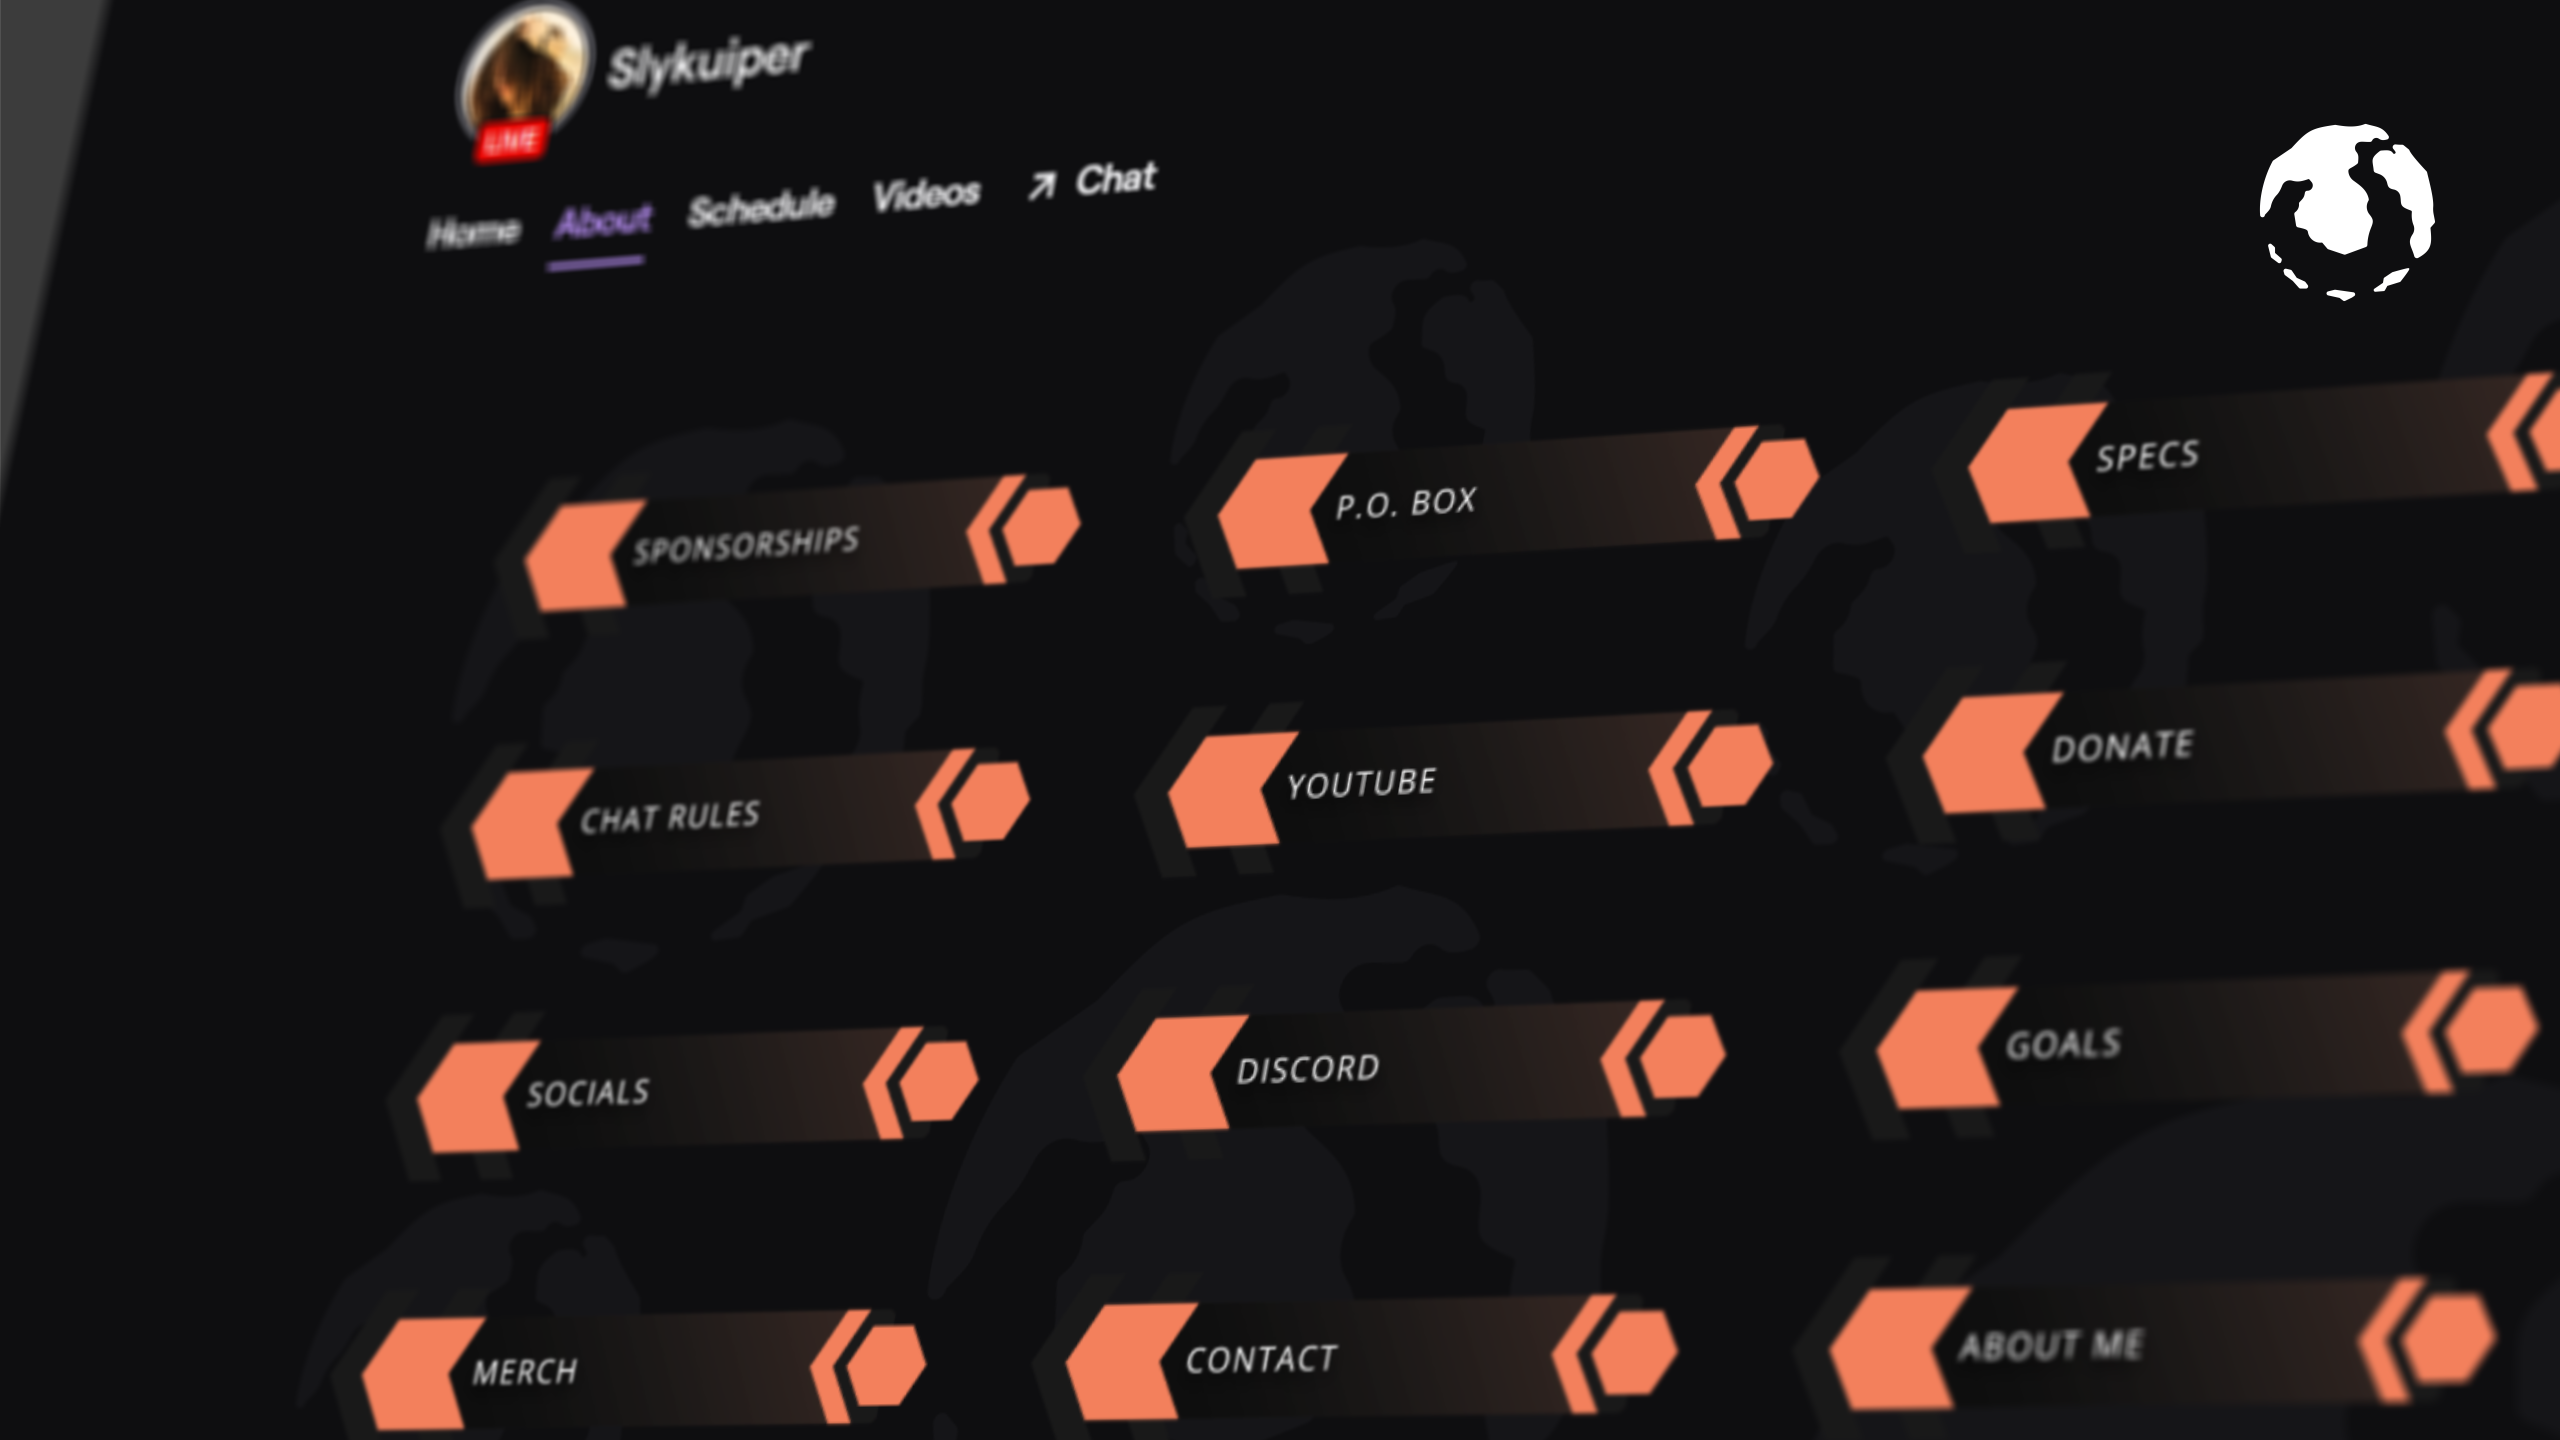 Slykuiper
LIVE
Home About Schedule Videos Chat
SPONSORSHIPS
P.O. BOX
SPECS
CHAT RULES
YOUTUBE
DONATE
SOCIALS
DISCORD
GOALS
MERCH
CONTACT
ABOUT ME